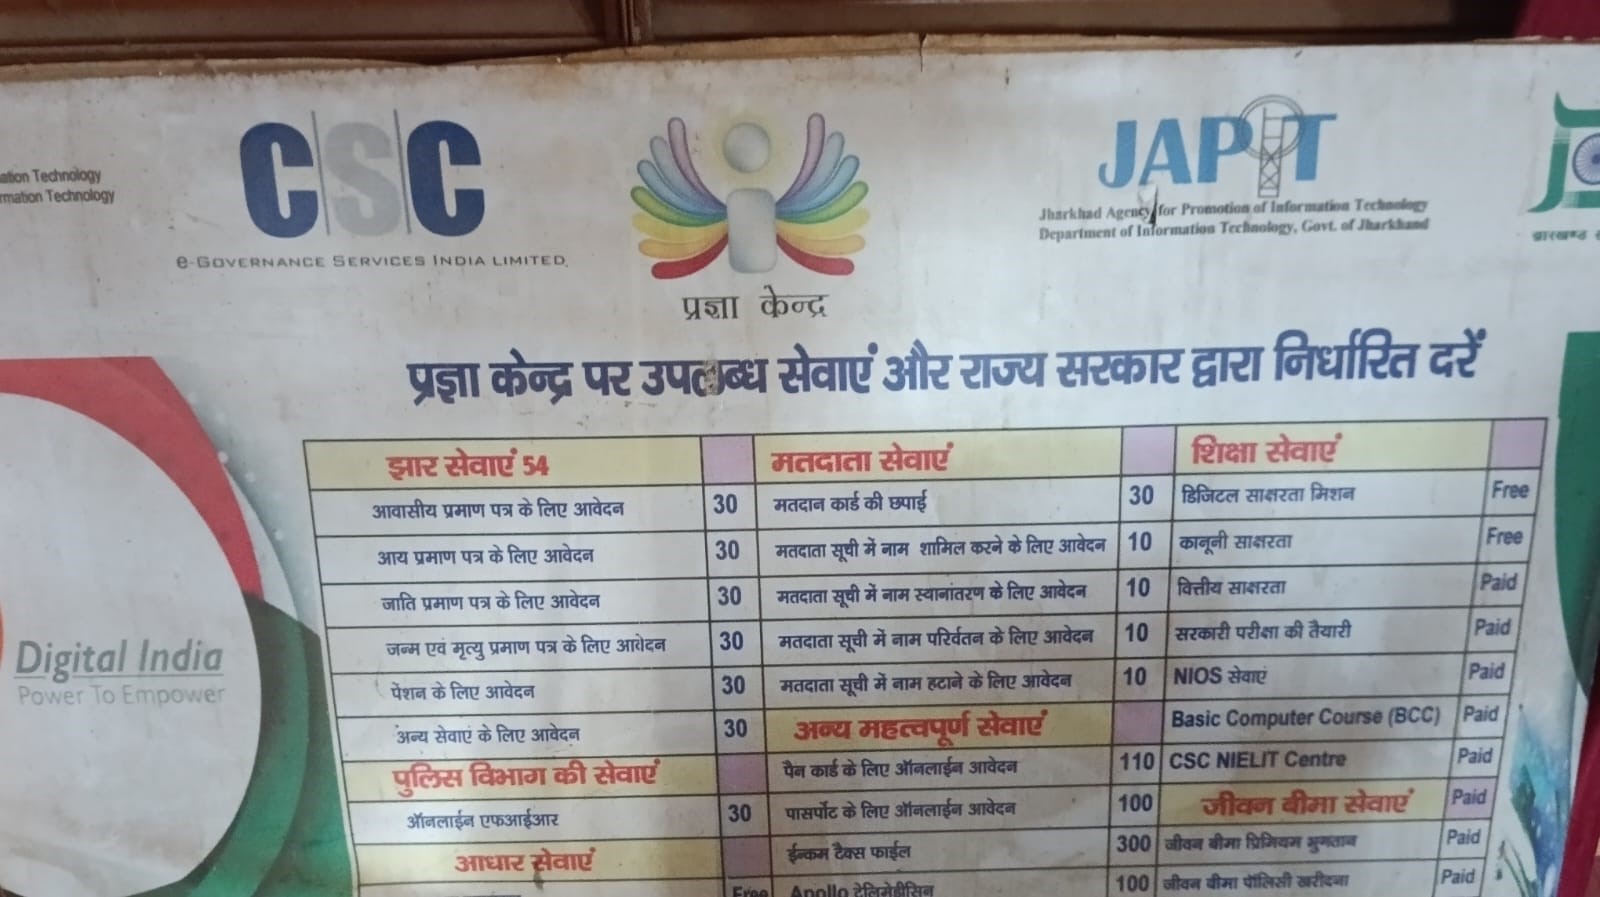 ation Technology
rmation Technology
CSC
e-GOVERNANCE SERVICES INDIA LIMITED.
प्रज्ञा केन्द्र
JAPIT
Jharkhad Agency for Promotion of Information Technology
Department of Information Technology, Govt. of Jharkhand
झारखण्ड
प्रज्ञा केन्द्र पर उपलब्ध सेवाएं और राज्य सरकार द्वारा निर्धारित दरें
Digital India
Power To Empower
झार सेवाएं 54
आवासीय प्रमाण पत्र के लिए आवेदन 30
आय प्रमाण पत्र के लिए आवेदन 30
जाति प्रमाण पत्र के लिए आवेदन 30
जन्म एवं मृत्यु प्रमाण पत्र के लिए आवेदन 30
पेंशन के लिए आवेदन 30
अन्य सेवाएं के लिए आवेदन 30
पुलिस विभाग की सेवाएं
ऑनलाईन एफआईआर 30
आधार सेवाएं
Free
मतदाता सेवाएं
मतदान कार्ड की छपाई 30
मतदाता सूची में नाम शामिल करने के लिए आवेदन 10
मतदाता सूची में नाम स्थानांतरण के लिए आवेदन 10
मतदाता सूची में नाम परिर्वतन के लिए आवेदन 10
मतदाता सूची में नाम हटाने के लिए आवेदन 10
अन्य महत्वपूर्ण सेवाएं
पैन कार्ड के लिए ऑनलाईन आवेदन 110
पासर्पोट के लिए ऑनलाईन आवेदन 100
ईन्कम टैक्स फाईल 300
Apollo टेलिमेडीसिन 100
शिक्षा सेवाएं
डिजिटल साक्षरता मिशन Free
कानूनी साक्षरता Free
वित्तीय साक्षरता Paid
सरकारी परीक्षा की तैयारी Paid
NIOS सेवाएं Paid
Basic Computer Course (BCC) Paid
CSC NIELIT Centre Paid
जीवन बीमा सेवाएं Paid
जीवन बीमा प्रिमियम भुगतान Paid
जीवन बीमा पॉलिसी खरीदना Paid